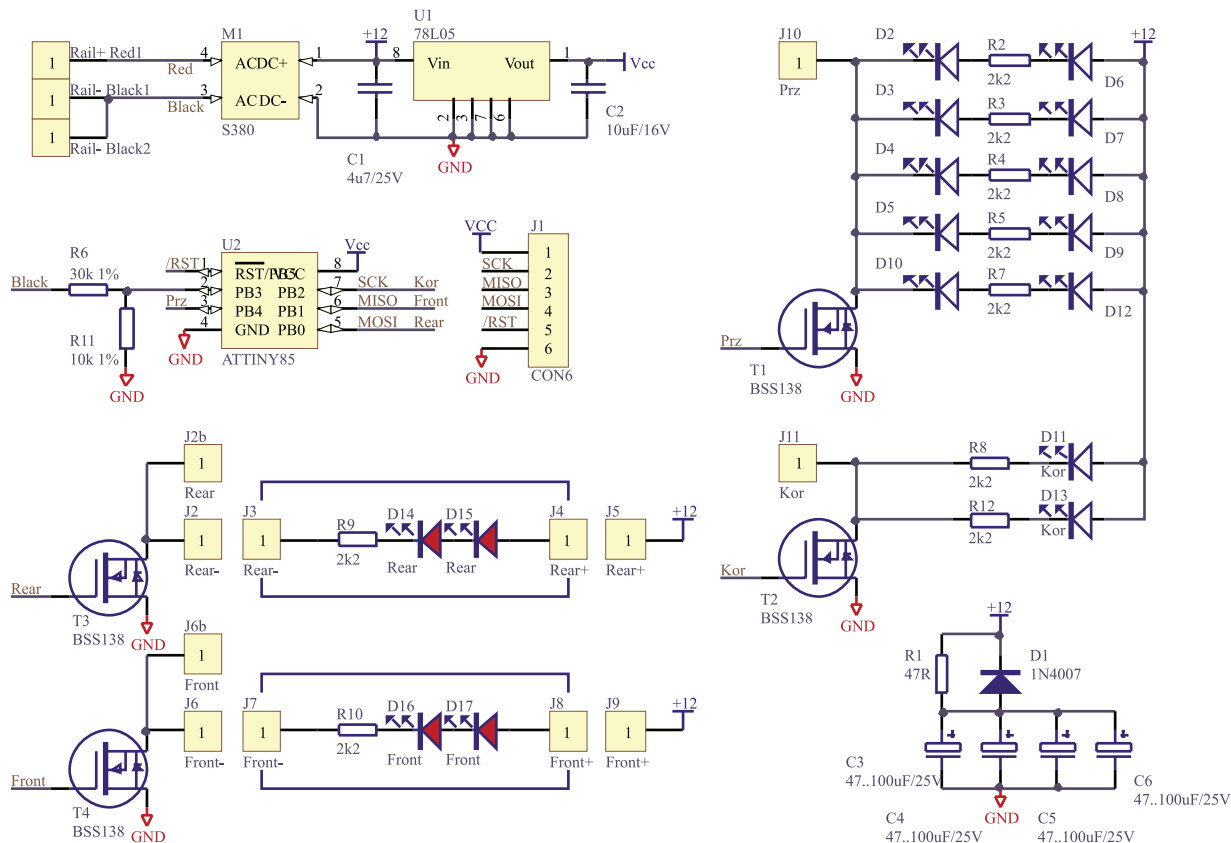 M1
U1
78L05
+12
Rail+ Red1
Red
4
ACDC+
1
8
Vin
Vout
1
Vcc
1
Rail- Black1
Black
3
ACDC-
2
1
Rail- Black2
1
S380
2
3
7
6
GND
C1
4u7/25V
C2
10uF/16V
R6
30k 1%
Black
R11
10k 1%
GND
U2
/RST
1
RST/PB5
VCC
8
Vcc
2
PB3
PB2
7
SCK
Kor
Prz
3
PB4
PB1
6
MISO
Front
4
GND
PB0
5
MOSI
Rear
GND
ATTINY85
J1
VCC
1
SCK
2
MISO
3
MOSI
4
/RST
5
6
GND
CON6
J10
1
Prz
+12
D2
R2
2k2
D6
D3
R3
2k2
D7
D4
R4
2k2
D8
D5
R5
2k2
D9
D10
R7
2k2
D12
Prz
T1
BSS138
GND
J11
1
Kor
R8
2k2
D11
Kor
R12
2k2
D13
Kor
Kor
T2
BSS138
GND
J2b
1
Rear
J2
1
Rear-
Rear
T3
BSS138
GND
J3
1
Rear-
R9
2k2
D14
Rear
D15
Rear
J4
1
Rear+
J5
1
Rear+
+12
J6b
1
Front
J6
1
Front-
Front
T4
BSS138
GND
J7
1
Front-
R10
2k2
D16
Front
D17
Front
J8
1
Front+
J9
1
Front+
+12
+12
R1
47R
D1
1N4007
C3
47..100uF/25V
C4
47..100uF/25V
GND
C5
47..100uF/25V
C6
47..100uF/25V